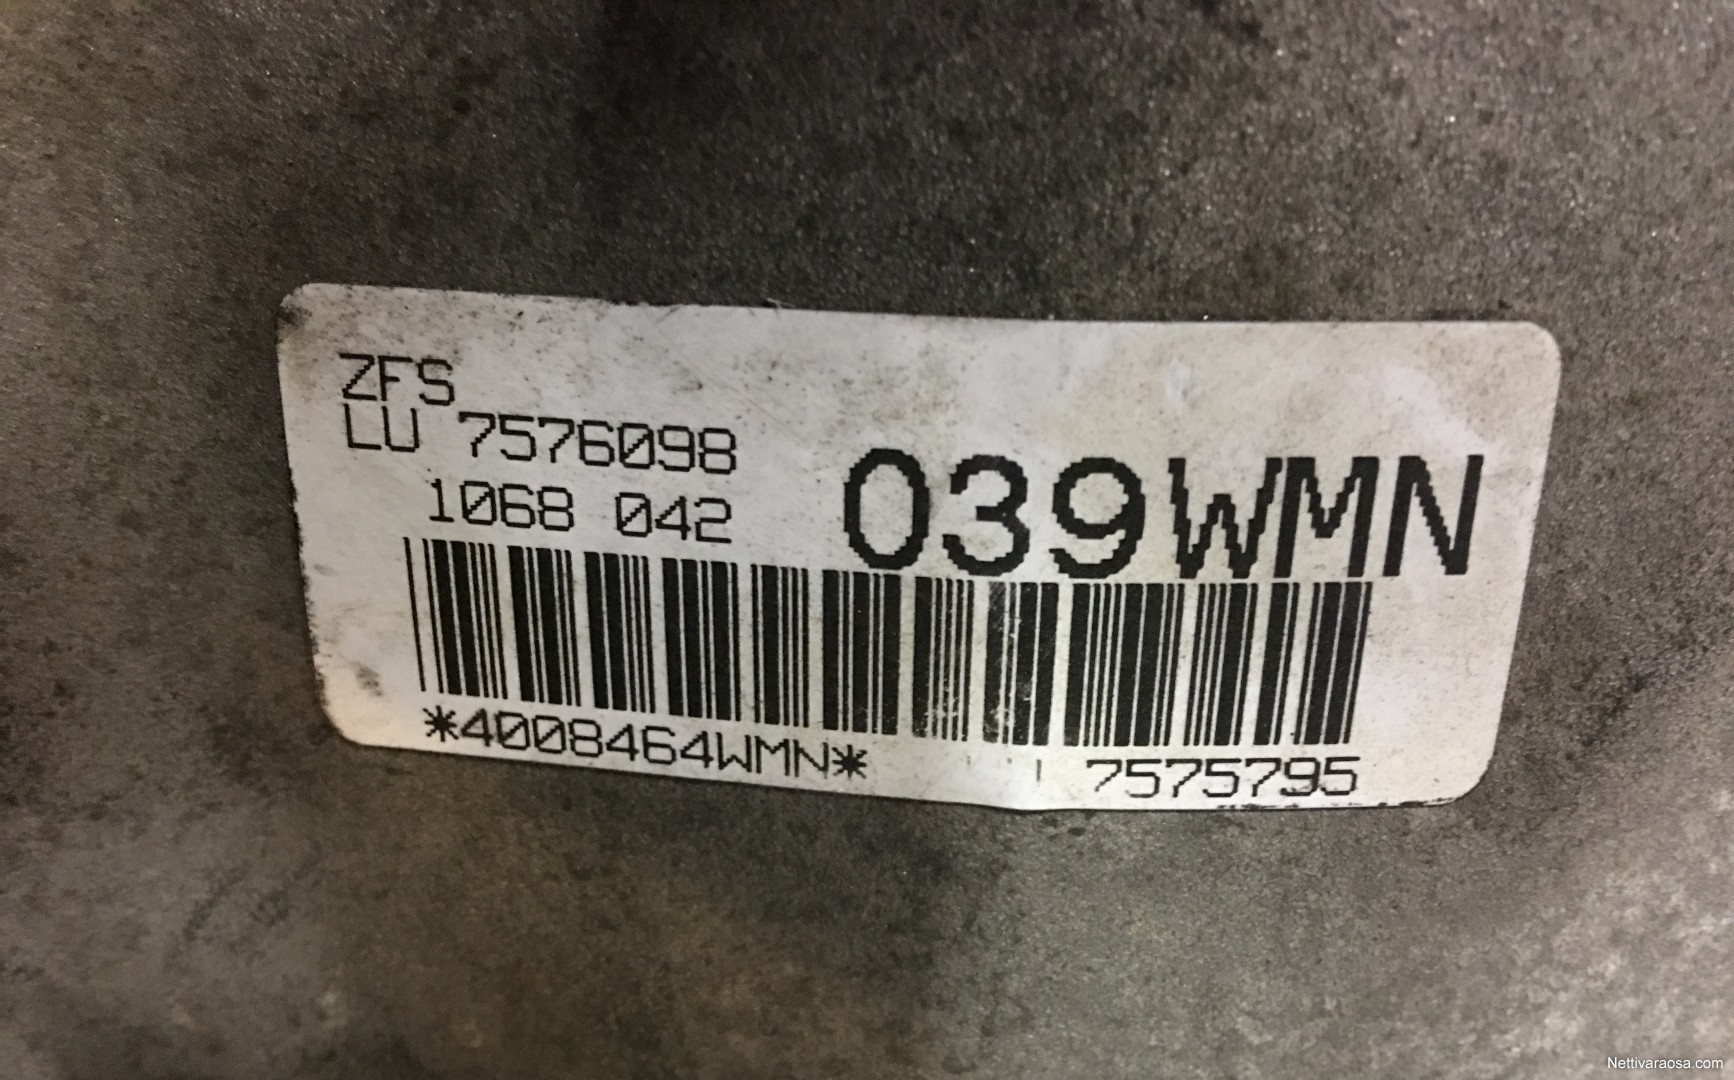 ZFS
LU 7576098
1068 042
039WMN
*4008464WMN*
7575795
Nettivaraosa.com